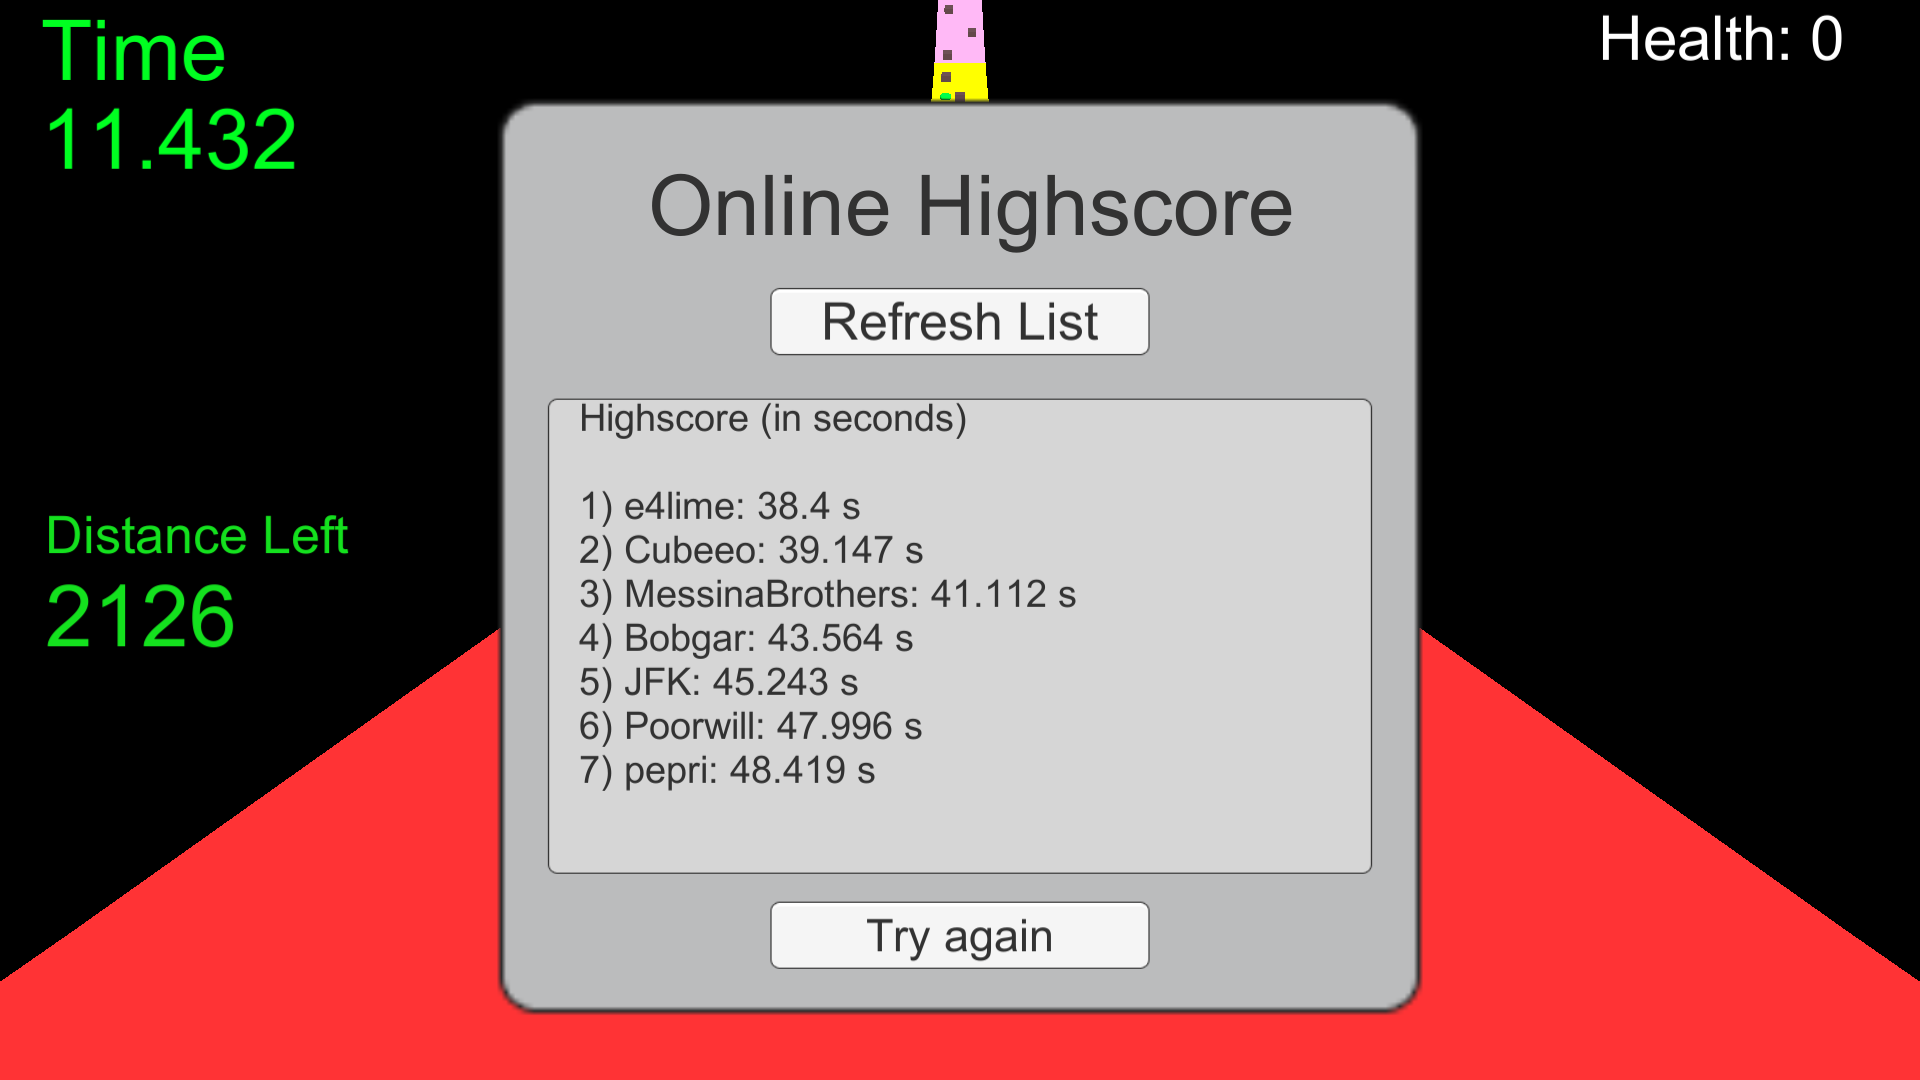 Time
11.432
Health: 0
Online Highscore
Refresh List
Highscore (in seconds)
1) e4lime: 38.4 s
2) Cubeeo: 39.147 s
3) MessinaBrothers: 41.112 s
4) Bobgar: 43.564 s
5) JFK: 45.243 s
6) Poorwill: 47.996 s
7) pepri: 48.419 s
Distance Left
2126
Try again